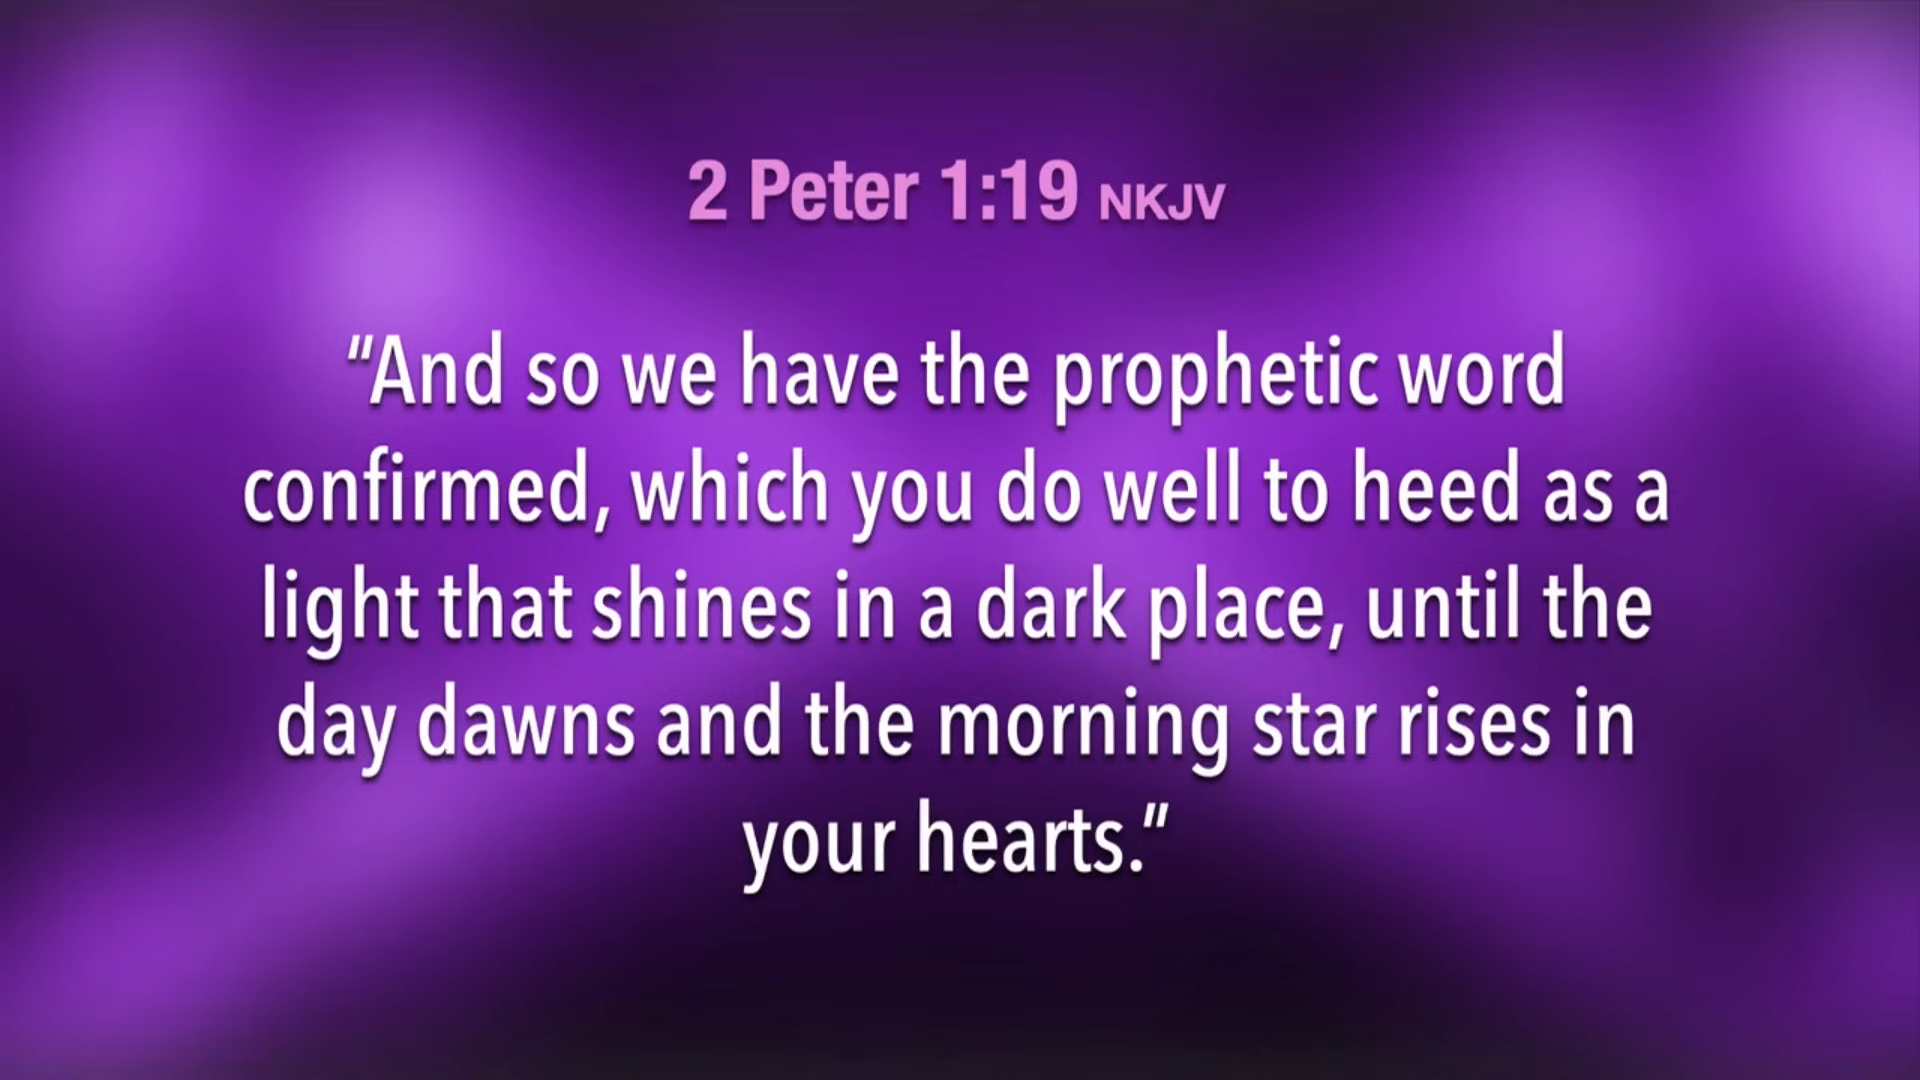 2 Peter 1:19 NKJV
“And so we have the prophetic word
confirmed, which you do well to heed as a
light that shines in a dark place, until the
day dawns and the morning star rises in
your hearts.”